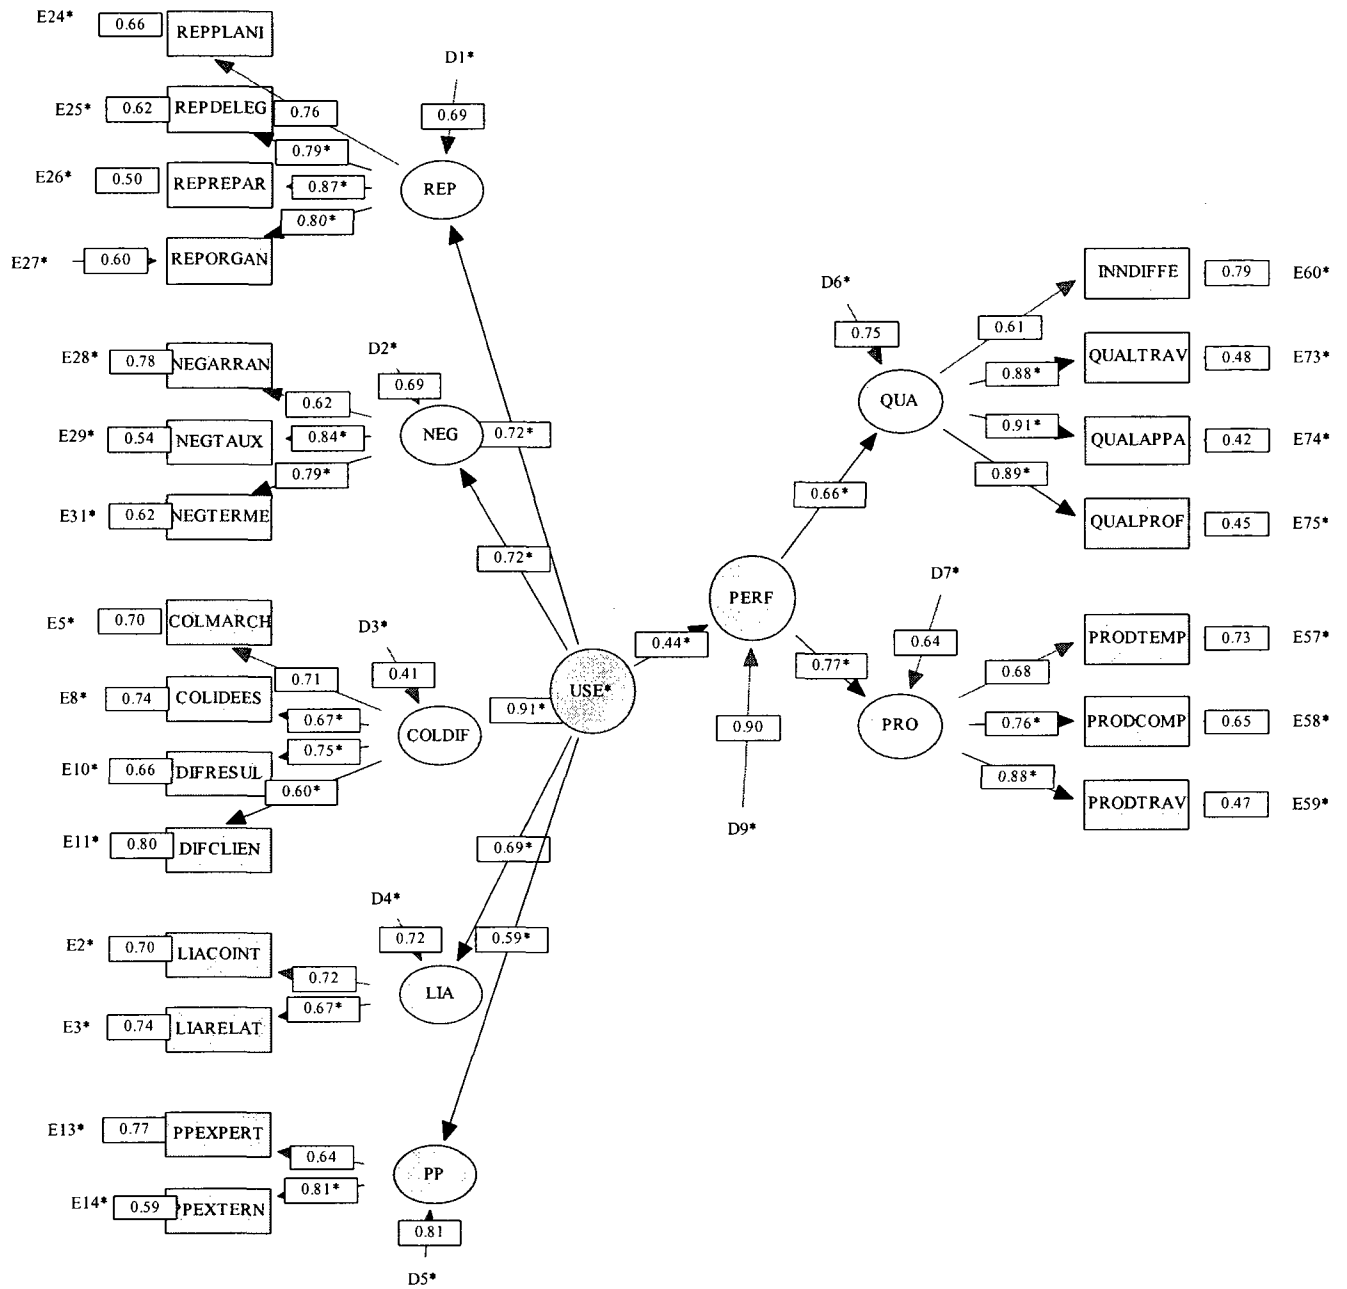 E24* 0.66 REPPLANI
D1*
E25* 0.62 REPDELEG 0.76
0.69
0.79*
E26* 0.50 REPREPAR 0.87* REP
0.80*
E27* 0.60 REPORGAN
INNDIFFE 0.79 E60*
D6*
0.61
0.75
E28* 0.78 NEGARRAN D2*
QUALTRAV 0.48 E73*
0.88*
0.69
0.62
QUA
0.91*
E29* 0.54 NEGTAUX 0.84* NEG 0.72*
QUALAPPA 0.42 E74*
0.79*
0.89*
0.66*
E31* 0.62 NEGTERME
QUALPROF 0.45 E75*
0.72*
D7*
PERF
E5* 0.70 COLMARCH
D3*
0.44*
0.64
PRODTEMP 0.73 E57*
0.71 0.41
0.77*
0.68
E8* 0.74 COLIDEES
USE*
0.67*
0.91*
0.90
PRO
0.76* PRODCOMP 0.65 E58*
COLDIF
0.75*
E10* 0.66 DIFRESUL
0.88*
0.60*
PRODTRAV 0.47 E59*
D9*
E11* 0.80 DIFCLIEN
0.69*
D4*
E2* 0.70 LIACOINT
0.72 0.59*
0.72
LIA
0.67*
E3* 0.74 LIARELAT
E13* 0.77 PPEXPERT
0.64
PP
0.81*
E14* 0.59 PPEXTERN
0.81
D5*